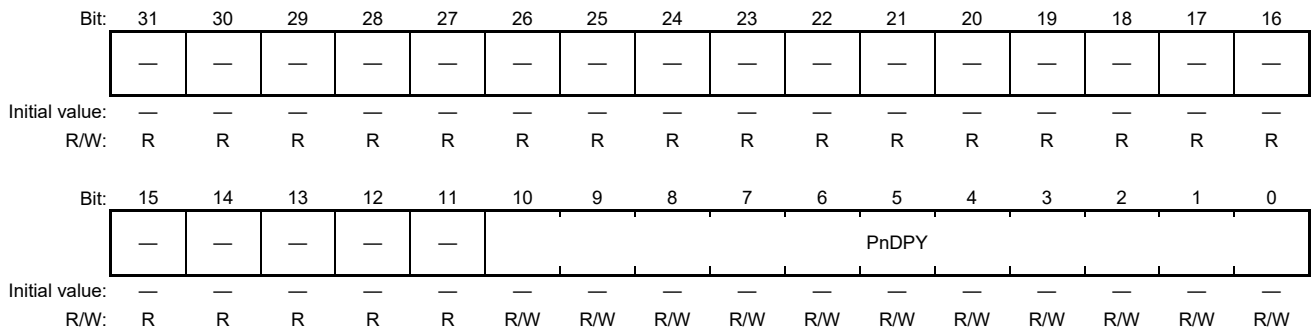 Bit: 31 30 29 28 27 26 25 24 23 22 21 20 19 18 17 16
— — — — — — — — — — — — — — — —
Initial value: — — — — — — — — — — — — — — — —
R/W: R R R R R R R R R R R R R R R R
Bit: 15 14 13 12 11 10 9 8 7 6 5 4 3 2 1 0
— — — — — PnDPY
Initial value: — — — — — — — — — — — — — — — —
R/W: R R R R R R/W R/W R/W R/W R/W R/W R/W R/W R/W R/W R/W